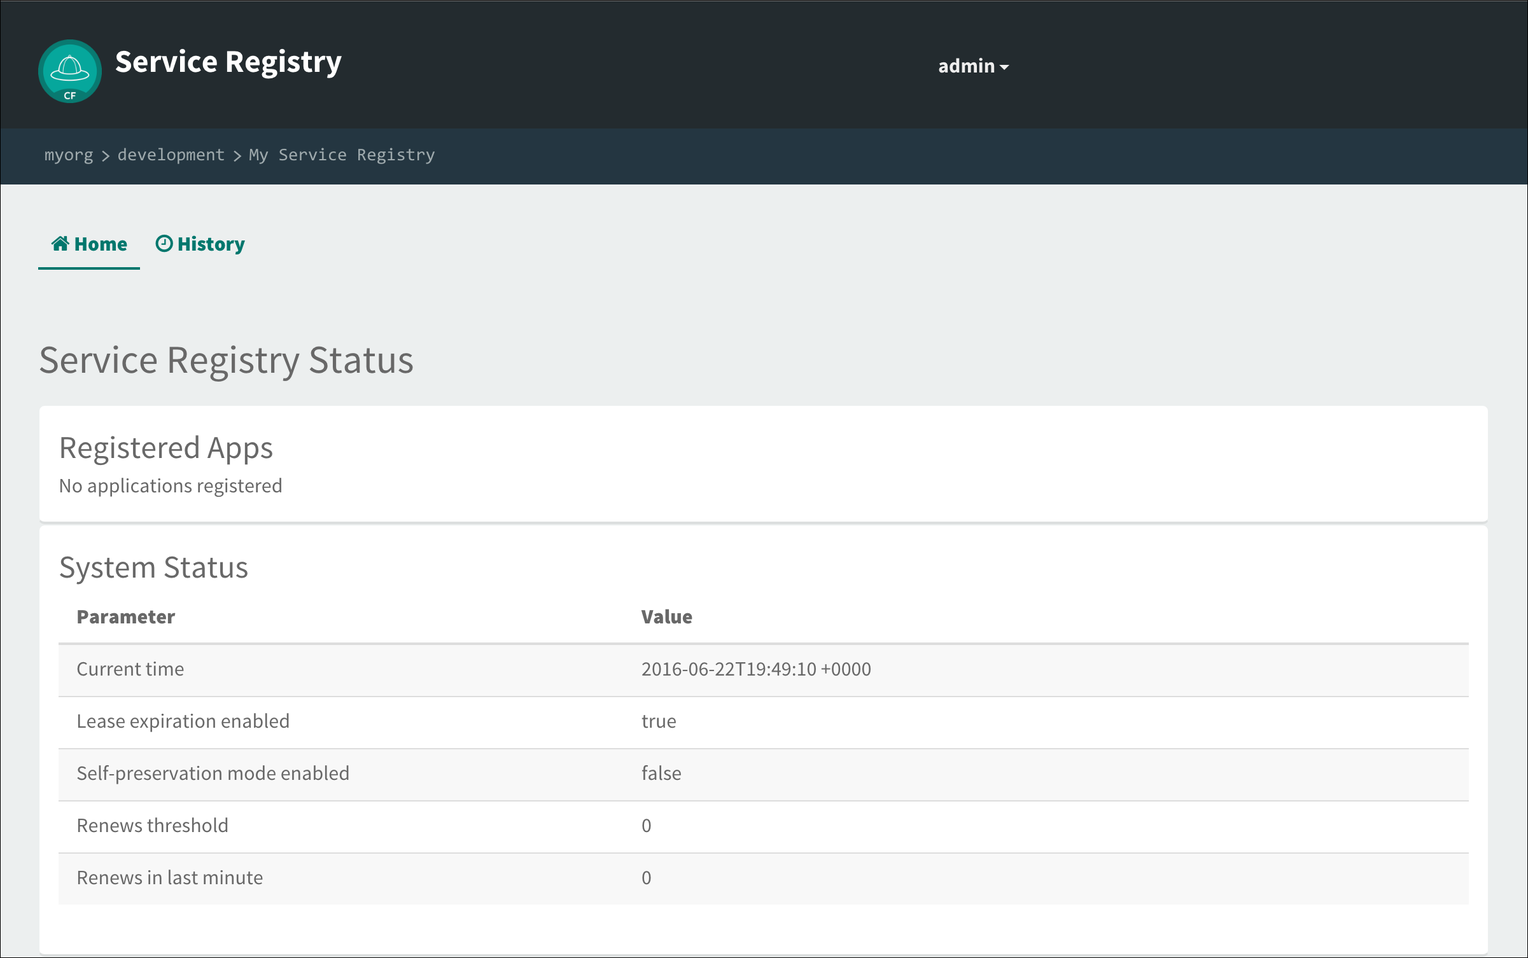 CF
Service Registry
admin
myorg > development > My Service Registry
Home
History
Service Registry Status
Registered Apps
No applications registered
System Status
Parameter Value
Current time 2016-06-22T19:49:10 +0000
Lease expiration enabled true
Self-preservation mode enabled false
Renews threshold 0
Renews in last minute 0